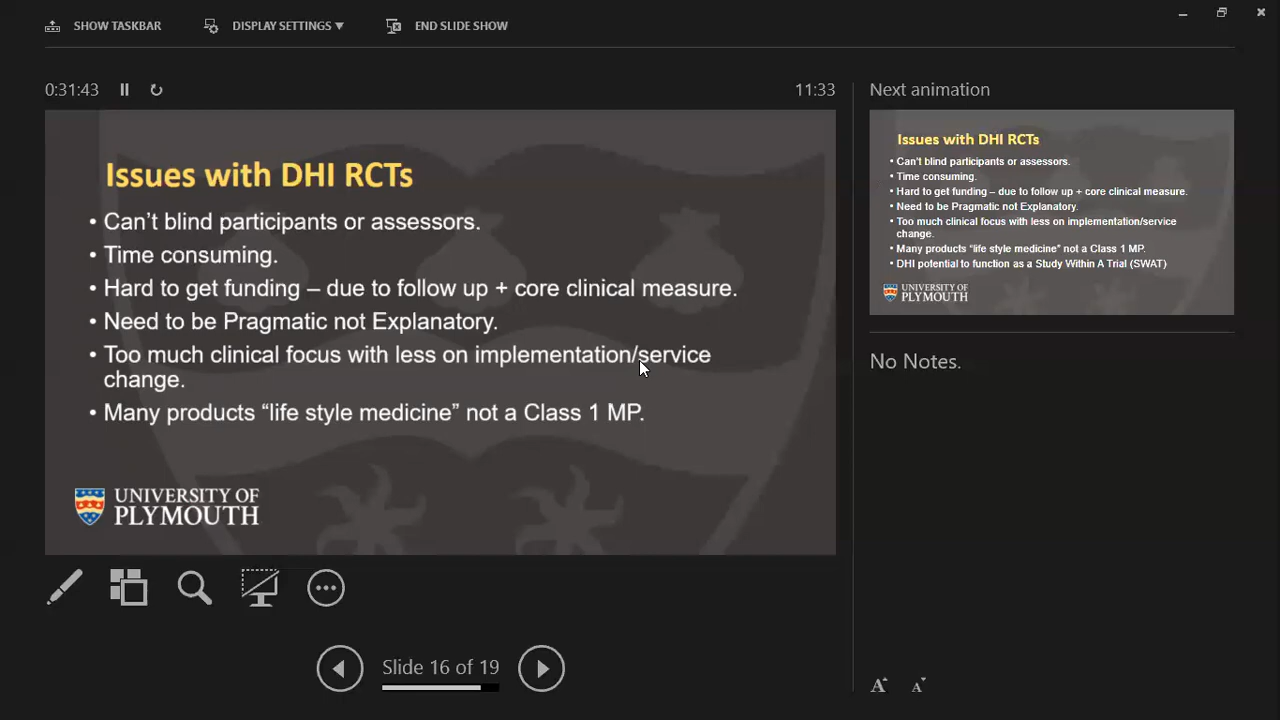 SHOW TASKBAR DISPLAY SETTINGS ▼ END SLIDE SHOW
0:31:43 11:33
Issues with DHI RCTs
• Can't blind participants or assessors.
• Time consuming.
• Hard to get funding – due to follow up + core clinical measure.
• Need to be Pragmatic not Explanatory.
• Too much clinical focus with less on implementation/service
change.
• Many products “life style medicine” not a Class 1 MP.
UNIVERSITY OF
PLYMOUTH
Slide 16 of 19
Next animation
Issues with DHI RCTs
• Can't blind participants or assessors.
• Time consuming.
• Hard to get funding – due to follow up + core clinical measure.
• Need to be Pragmatic not Explanatory.
• Too much clinical focus with less on implementation/service
change.
• Many products “life style medicine” not a Class 1 MP.
• DHI potential to function as a Study Within A Trial (SWAT)
UNIVERSITY OF
PLYMOUTH
No Notes.
A A